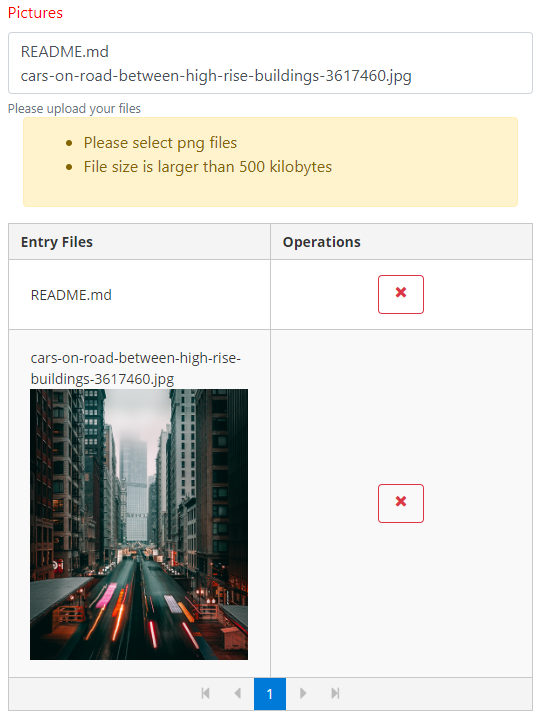 Pictures
README.md
cars-on-road-between-high-rise-buildings-3617460.jpg
Please upload your files
Please select png files
File size is larger than 500 kilobytes
Entry Files
Operations
README.md
cars-on-road-between-high-rise-
buildings-3617460.jpg
1